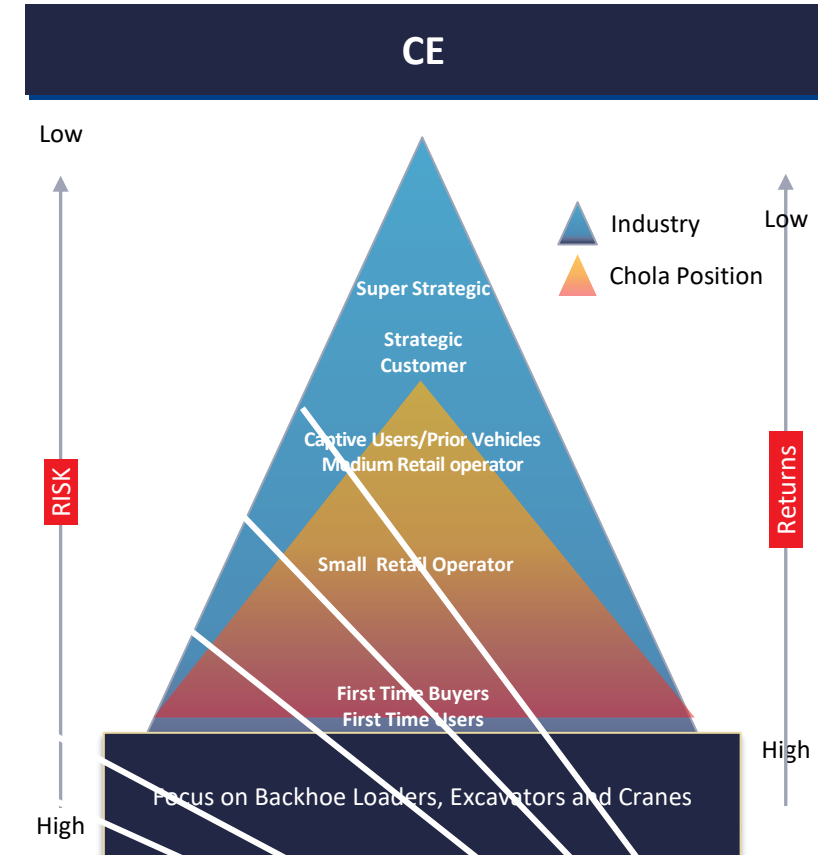 CE
Low
Industry
Low
Chola Position
Super Strategic
Strategic
Customer
Captive Users/Prior Vehicles
Medium Retail operator
RISK
Returns
Small Retail Operator
First Time Buyers
First Time Users
High
Focus on Backhoe Loaders, Excavators and Cranes
High